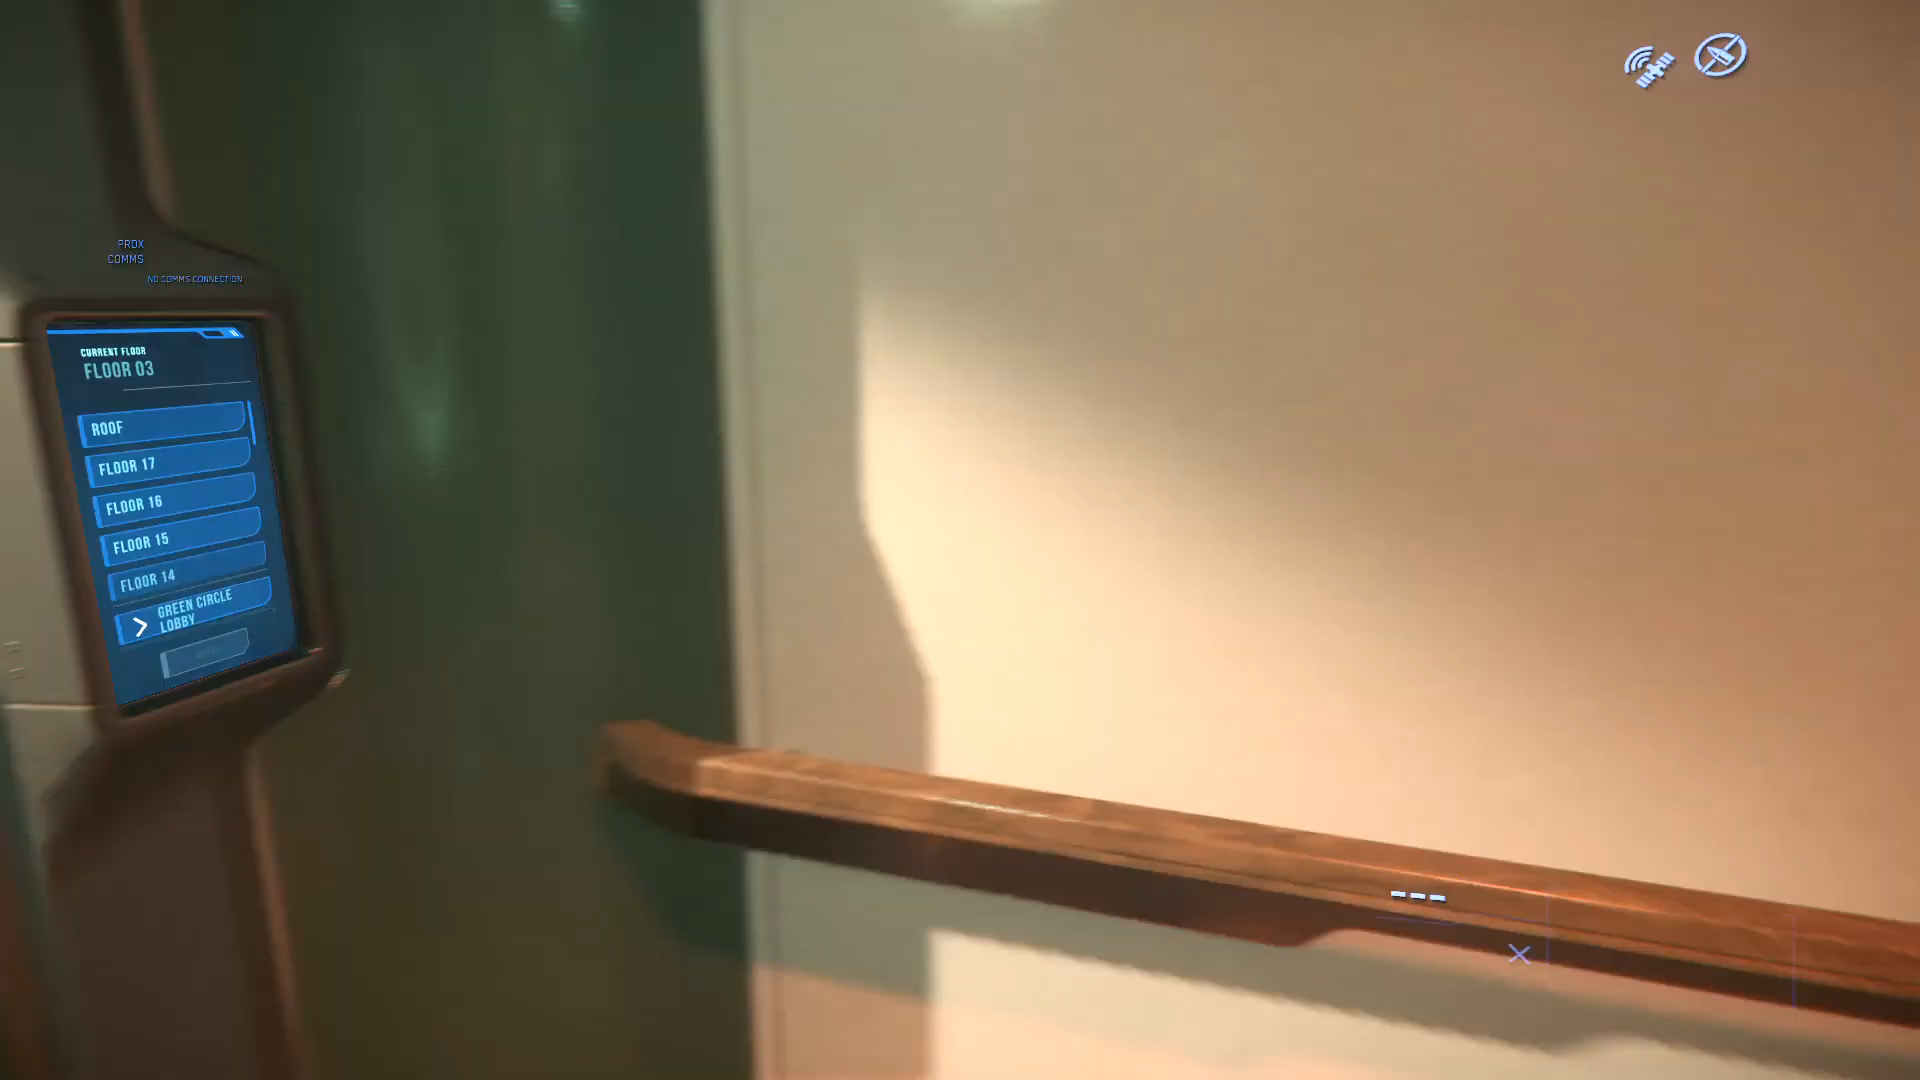 PROX
COMMS
NO COMMS CONNECTION
CURRENT FLOOR
FLOOR 03
ROOF
FLOOR 17
FLOOR 16
FLOOR 15
FLOOR 14
GREEN CIRCLE
LOBBY